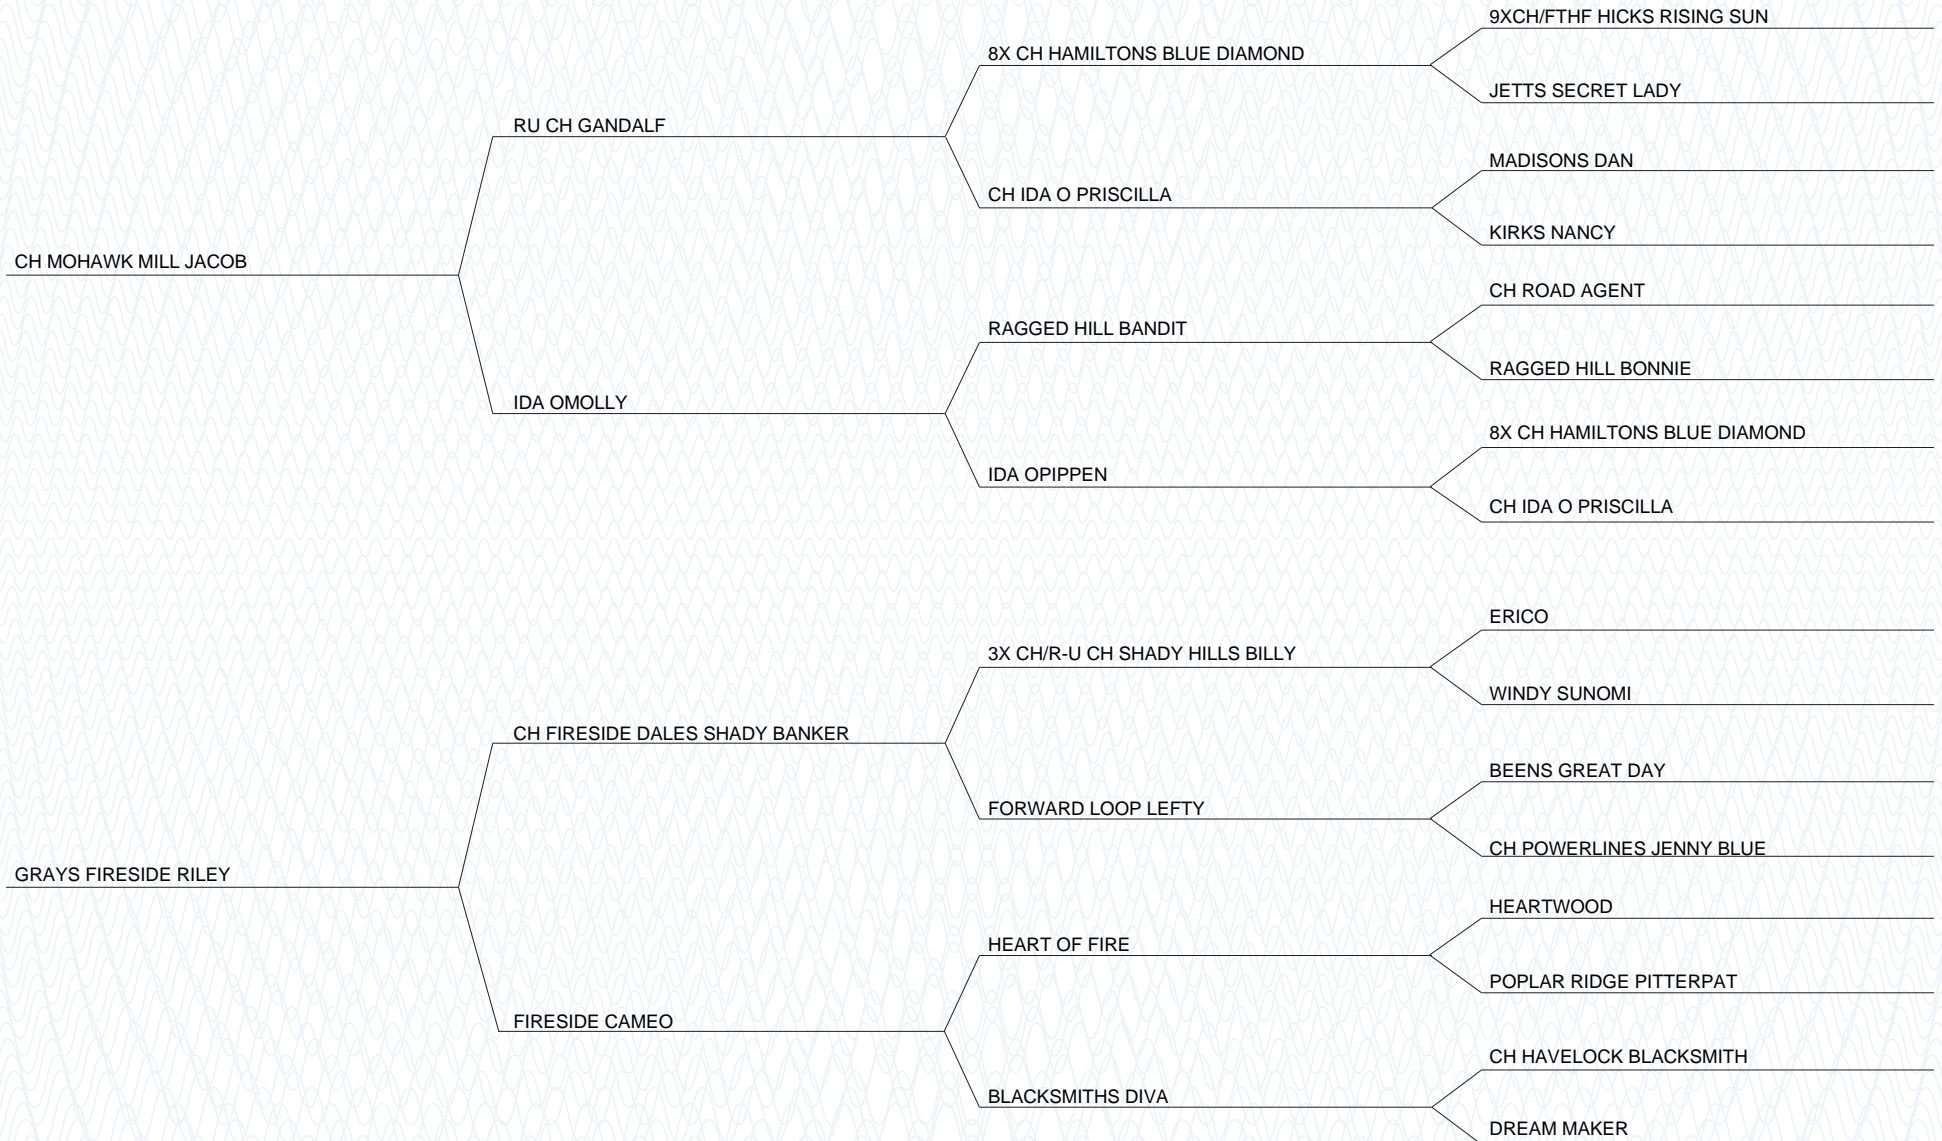 9XCH/FTHF HICKS RISING SUN
8X CH HAMILTONS BLUE DIAMOND
JETTS SECRET LADY
RU CH GANDALF
MADISONS DAN
CH IDA O PRISCILLA
KIRKS NANCY
CH MOHAWK MILL JACOB
CH ROAD AGENT
RAGGED HILL BANDIT
RAGGED HILL BONNIE
IDA OMOLLY
8X CH HAMILTONS BLUE DIAMOND
IDA OPIPPEN
CH IDA O PRISCILLA
ERICO
3X CH/R-U CH SHADY HILLS BILLY
WINDY SUNOMI
CH FIRESIDE DALES SHADY BANKER
BEENS GREAT DAY
FORWARD LOOP LEFTY
CH POWERLINES JENNY BLUE
GRAYS FIRESIDE RILEY
HEARTWOOD
HEART OF FIRE
POPLAR RIDGE PITTERPAT
FIRESIDE CAMEO
CH HAVELOCK BLACKSMITH
BLACKSMITHS DIVA
DREAM MAKER